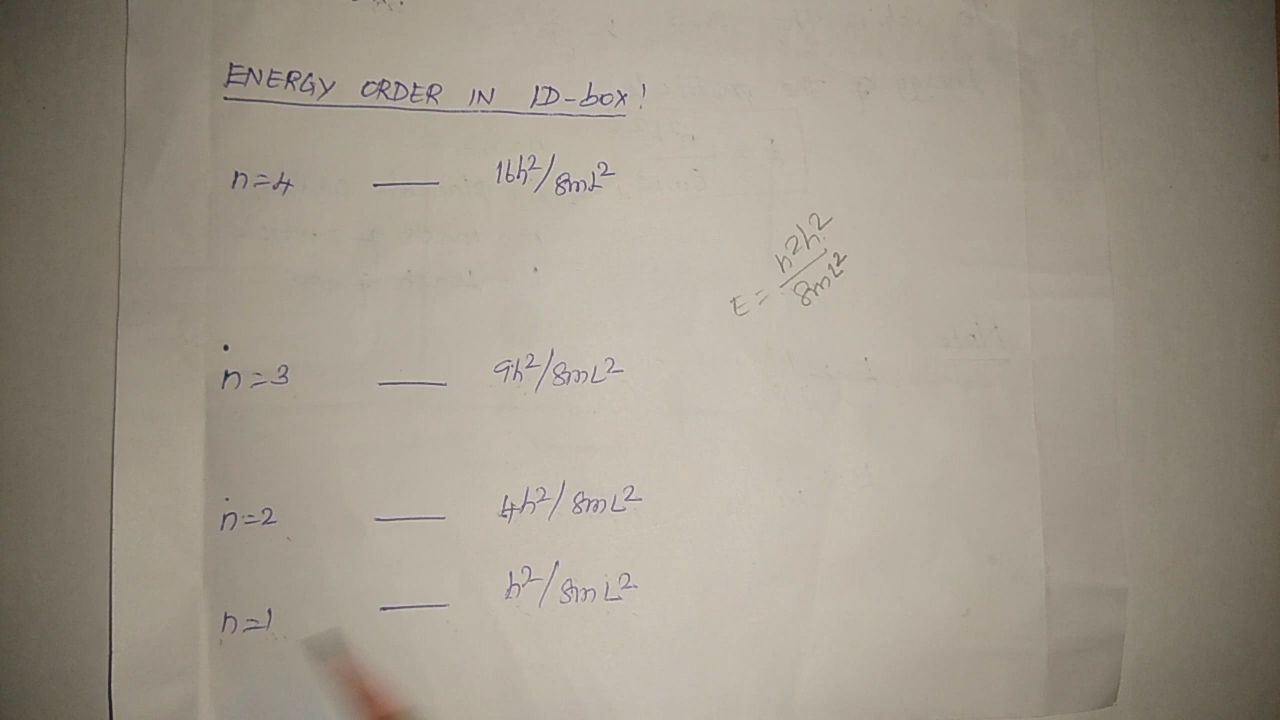 ENERGY ORDER IN 1D-box!
n=4 — 16h²/8mL²
E = n²h²/8mL²
n=3 — 9h²/8mL²
n=2 — 4h²/8mL²
n=1 — h²/8mL²